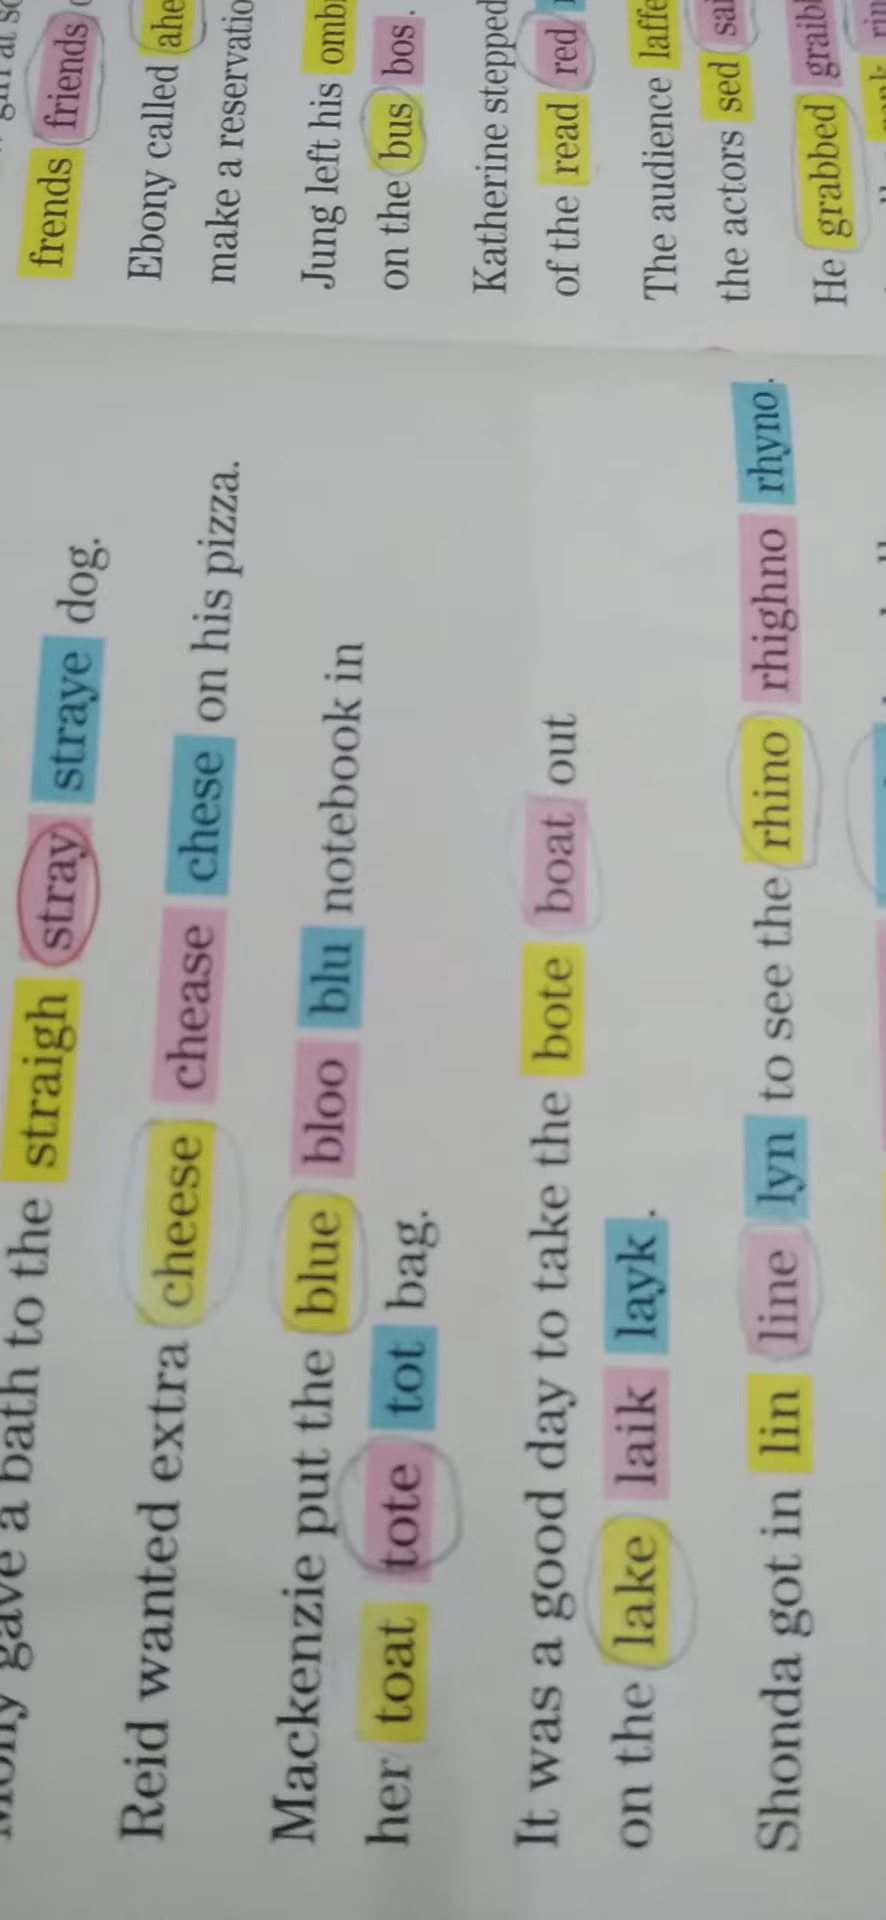 gave a bath to the straigh stray straye dog.
Reid wanted extra cheese chease chese on his pizza.
Mackenzie put the blue bloo blu notebook in
her toat tote tot bag.
It was a good day to take the bote boat out
on the lake laik layk.
Shonda got in lin line lyn to see the rhino rhighno rhyno.
frends friends
Ebony called
make a
Jung left his
on the bus bos.
Katherine stepped
of the read red
The audience
the actors sed
He grabbed